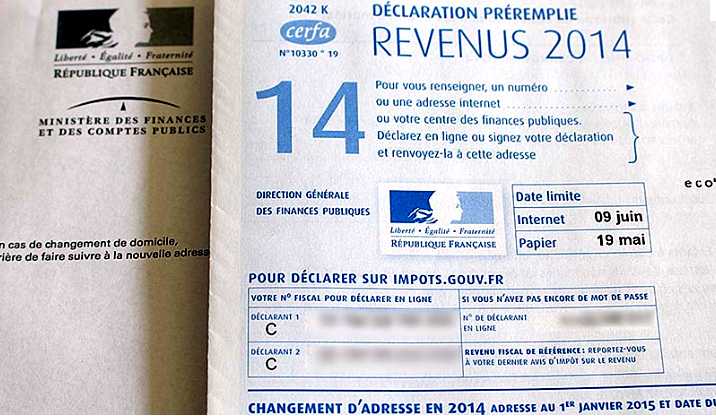 Liberté • Égalité • Fraternité
RÉPUBLIQUE FRANÇAISE
MINISTÈRE DES FINANCES
ET DES COMPTES PUBLICS
n cas de changement de domicile,
rière de faire suivre à la nouvelle adresse
2042 K
cerfa
N° 10330 * 19
DÉCLARATION PRÉREMPLIE
REVENUS 2014
14
Pour vous renseigner, un numéro
ou une adresse internet
ou votre centre des finances publiques.
Déclarez en ligne ou signez votre déclaration
et renvoyez-la à cette adresse
DIRECTION GÉNÉRALE
DES FINANCES PUBLIQUES
Liberté • Égalité • Fraternité
RÉPUBLIQUE FRANÇAISE
Date limite
Internet 09 juin
Papier 19 mai
eco
POUR DÉCLARER SUR IMPOTS.GOUV.FR
VOTRE N° FISCAL POUR DÉCLARER EN LIGNE
SI VOUS N'AVEZ PAS ENCORE DE MOT DE PASSE
DÉCLARANT 1
C
N° DE DÉCLARANT
EN LIGNE
DÉCLARANT 2
C
REVENU FISCAL DE RÉFÉRENCE : REPORTEZ-VOUS
À VOTRE DERNIER AVIS D'IMPÔT SUR LE REVENU
CHANGEMENT D'ADRESSE EN 2014 ADRESSE AU 1ER JANVIER 2015 ET DATE DU